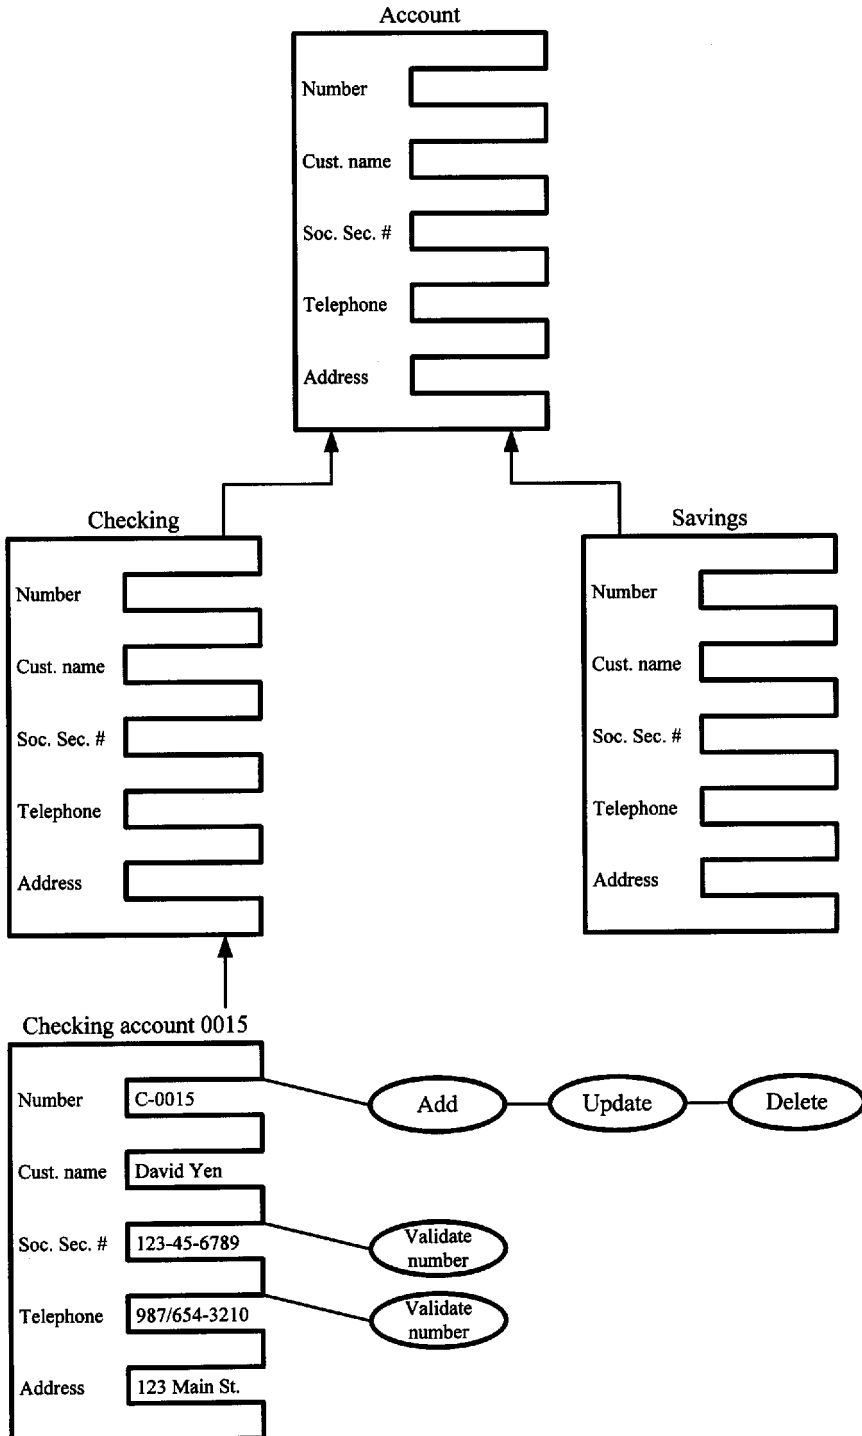 Account
Number
Cust. name
Soc. Sec. #
Telephone
Address
Checking
Number
Cust. name
Soc. Sec. #
Telephone
Address
Savings
Number
Cust. name
Soc. Sec. #
Telephone
Address
Checking account 0015
Number C-0015
Add Update Delete
Cust. name David Yen
Soc. Sec. # 123-45-6789
Validate
number
Telephone 987/654-3210
Validate
number
Address 123 Main St.